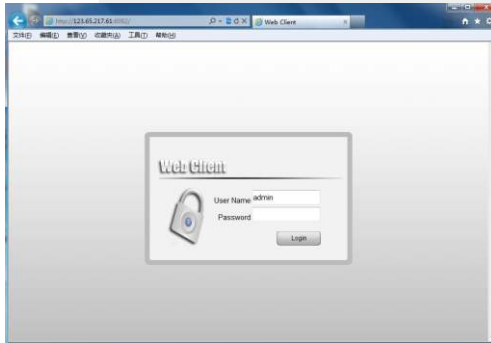 http://123.65.217.61:6092/
Web Client
文件(F) 编辑(E) 查看(V) 收藏夹(A) 工具(T) 帮助(H)
Web Client
User Name admin
Password
Login